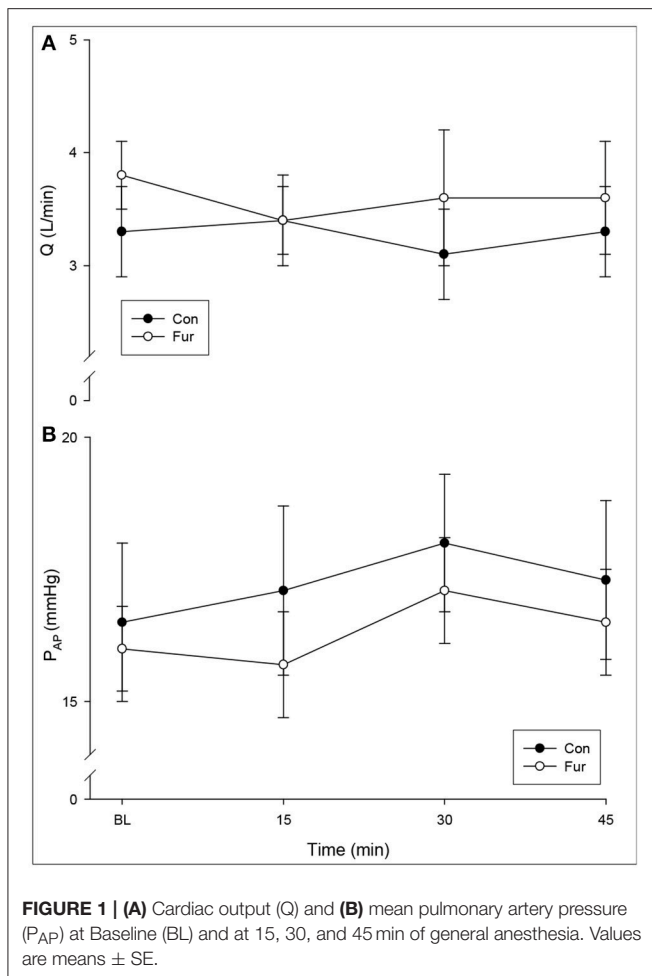 A
5
4
3
0
Q (L/min)
Con
Fur
B
20
15
0
P_AP (mmHg)
Con
Fur
BL 15 30 45
Time (min)
FIGURE 1 | (A) Cardiac output (Q) and (B) mean pulmonary artery pressure
(P_AP) at Baseline (BL) and at 15, 30, and 45 min of general anesthesia. Values
are means ± SE.